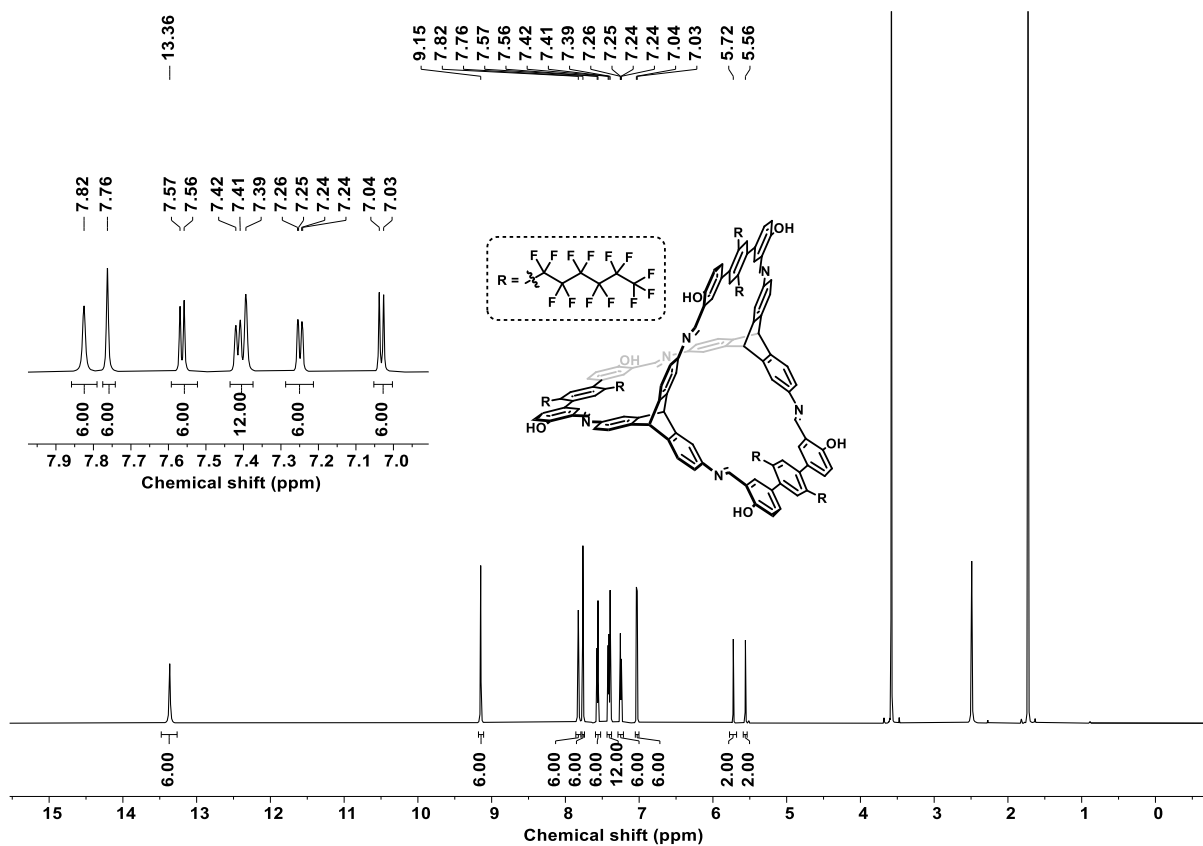 13.36
9.15
7.82
7.76
7.57
7.56
7.42
7.41
7.39
7.26
7.25
7.24
7.24
7.04
7.03
5.72
5.56
7.82
7.76
7.57
7.56
7.42
7.41
7.39
7.26
7.25
7.24
7.24
7.04
7.03
6.00
6.00
6.00
12.00
6.00
6.00
7.9 7.8 7.7 7.6 7.5 7.4 7.3 7.2 7.1 7.0
Chemical shift (ppm)
R =
F F F F F F F F F F F F F
R
OH
N
HO
R
N
OH
N
R
R
HO
N
N
OH
R
N
R
HO
6.00
6.00
6.00
6.00
6.00
12.00
6.00
6.00
2.00
2.00
15 14 13 12 11 10 9 8 7 6 5 4 3 2 1 0
Chemical shift (ppm)